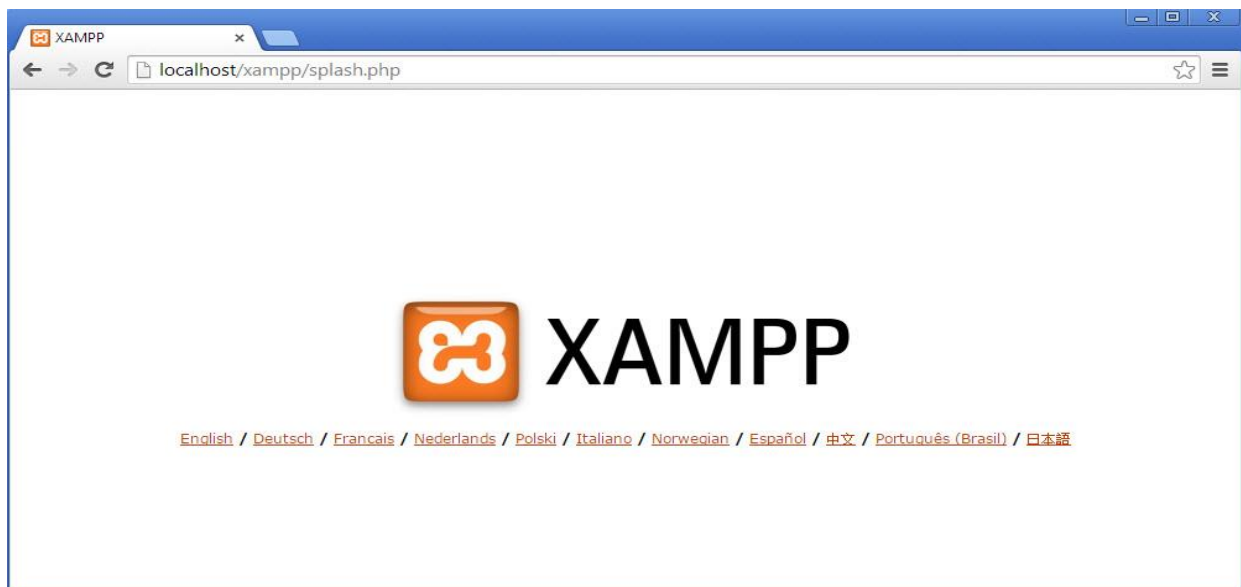 XAMPP
localhost/xampp/splash.php
XAMPP
English / Deutsch / Francais / Nederlands / Polski / Italiano / Norwegian / Español / 中文 / Português (Brasil) / 日本語